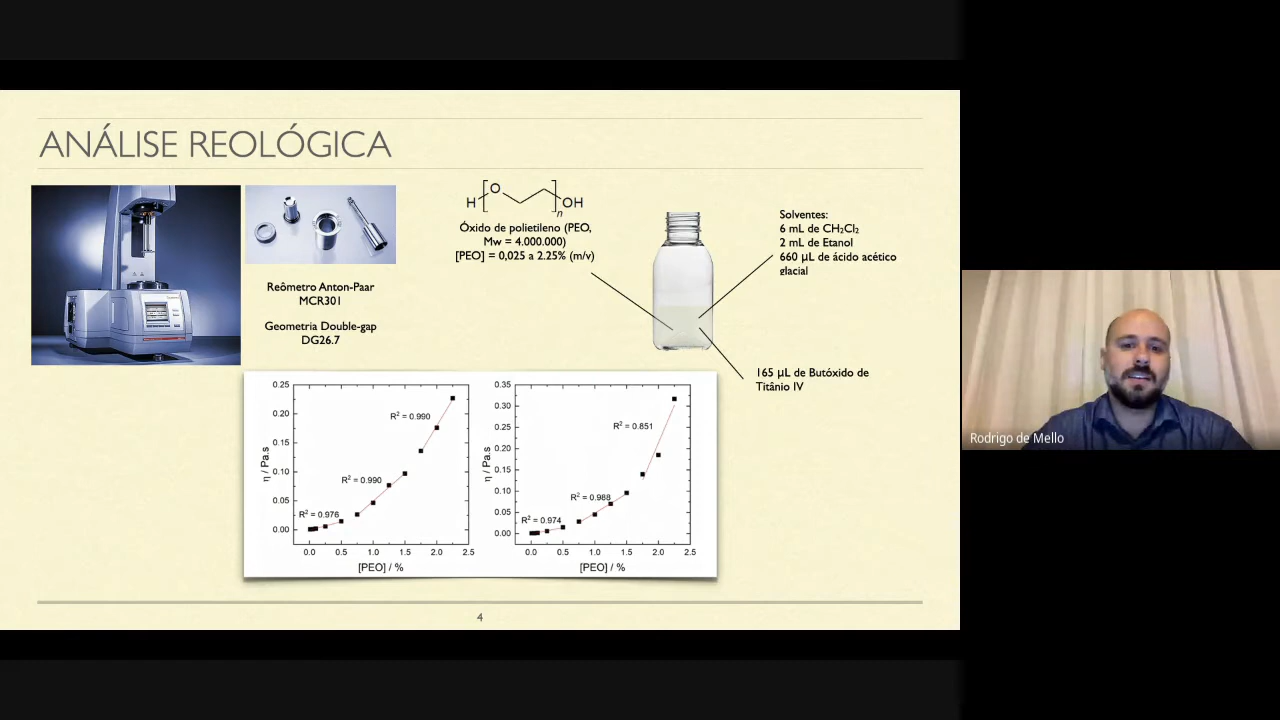 ANÁLISE REOLÓGICA
H
O
n
OH
Óxido de polietileno (PEO,
Mw = 4.000.000)
[PEO] = 0,025 a 2.25% (m/v)
Solventes:
6 mL de CH₂Cl₂
2 mL de Etanol
660 µL de ácido acético
glacial
Reômetro Anton-Paar
MCR301
Geometria Double-gap
DG26.7
165 µL de Butóxido de
Titânio IV
0.25
0.20
0.15
0.10
0.05
0.00
η / Pa.s
R² = 0.990
R² = 0.990
R² = 0.976
0.0 0.5 1.0 1.5 2.0 2.5
[PEO] / %
0.35
0.30
0.25
0.20
0.15
0.10
0.05
0.00
η / Pa.s
R² = 0.851
R² = 0.988
R² = 0.974
0.0 0.5 1.0 1.5 2.0 2.5
[PEO] / %
4
Rodrigo de Mello